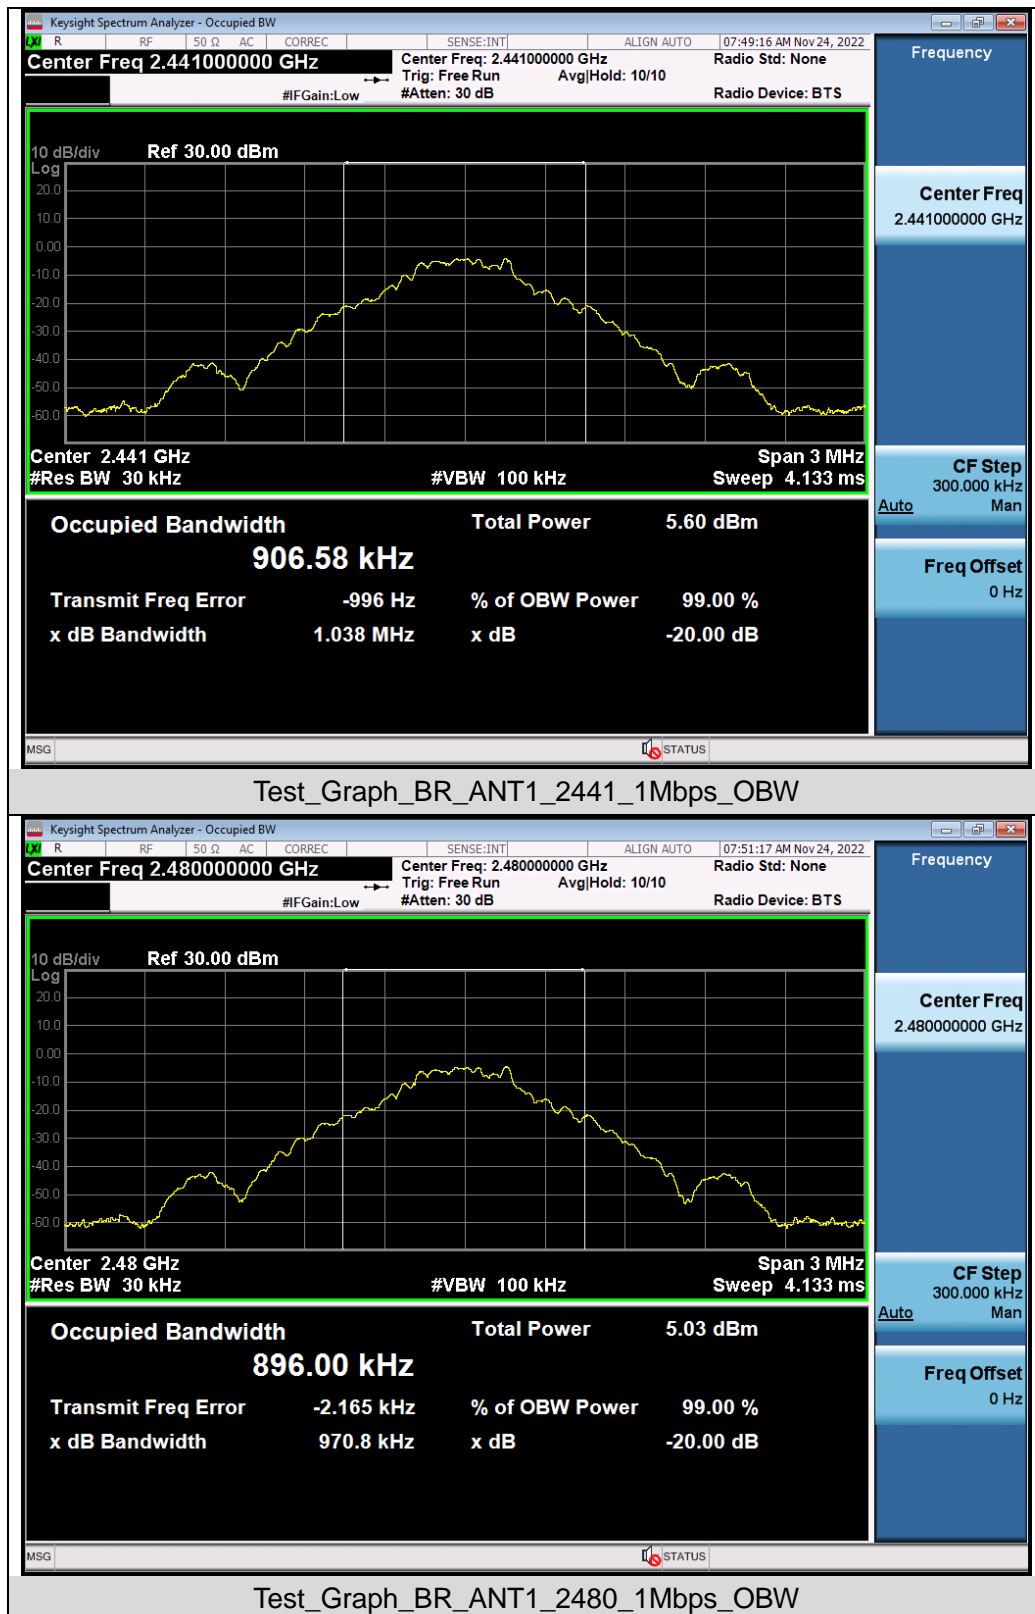 Keysight Spectrum Analyzer - Occupied BW
LXI R RF 50 Ω AC CORREC SENSE:INT ALIGN AUTO 07:49:16 AM Nov 24, 2022
Center Freq 2.441000000 GHz
Center Freq: 2.441000000 GHz
Radio Std: None
Trig: Free Run Avg|Hold: 10/10
#IFGain:Low
#Atten: 30 dB
Radio Device: BTS
Frequency
10 dB/div Ref 30.00 dBm
Log
20.0
10.0
0.00
-10.0
-20.0
-30.0
-40.0
-50.0
-60.0
Center 2.441 GHz Span 3 MHz
#Res BW 30 kHz #VBW 100 kHz Sweep 4.133 ms
Center Freq
2.441000000 GHz
CF Step
300.000 kHz
Auto Man
Freq Offset
0 Hz
Occupied Bandwidth Total Power 5.60 dBm
906.58 kHz
Transmit Freq Error -996 Hz % of OBW Power 99.00 %
x dB Bandwidth 1.038 MHz x dB -20.00 dB
MSG STATUS
Test_Graph_BR_ANT1_2441_1Mbps_OBW
Keysight Spectrum Analyzer - Occupied BW
LXI R RF 50 Ω AC CORREC SENSE:INT ALIGN AUTO 07:51:17 AM Nov 24, 2022
Center Freq 2.480000000 GHz
Center Freq: 2.480000000 GHz
Radio Std: None
Trig: Free Run Avg|Hold: 10/10
#IFGain:Low
#Atten: 30 dB
Radio Device: BTS
Frequency
10 dB/div Ref 30.00 dBm
Log
20.0
10.0
0.00
-10.0
-20.0
-30.0
-40.0
-50.0
-60.0
Center 2.48 GHz Span 3 MHz
#Res BW 30 kHz #VBW 100 kHz Sweep 4.133 ms
Center Freq
2.480000000 GHz
CF Step
300.000 kHz
Auto Man
Freq Offset
0 Hz
Occupied Bandwidth Total Power 5.03 dBm
896.00 kHz
Transmit Freq Error -2.165 kHz % of OBW Power 99.00 %
x dB Bandwidth 970.8 kHz x dB -20.00 dB
MSG STATUS
Test_Graph_BR_ANT1_2480_1Mbps_OBW